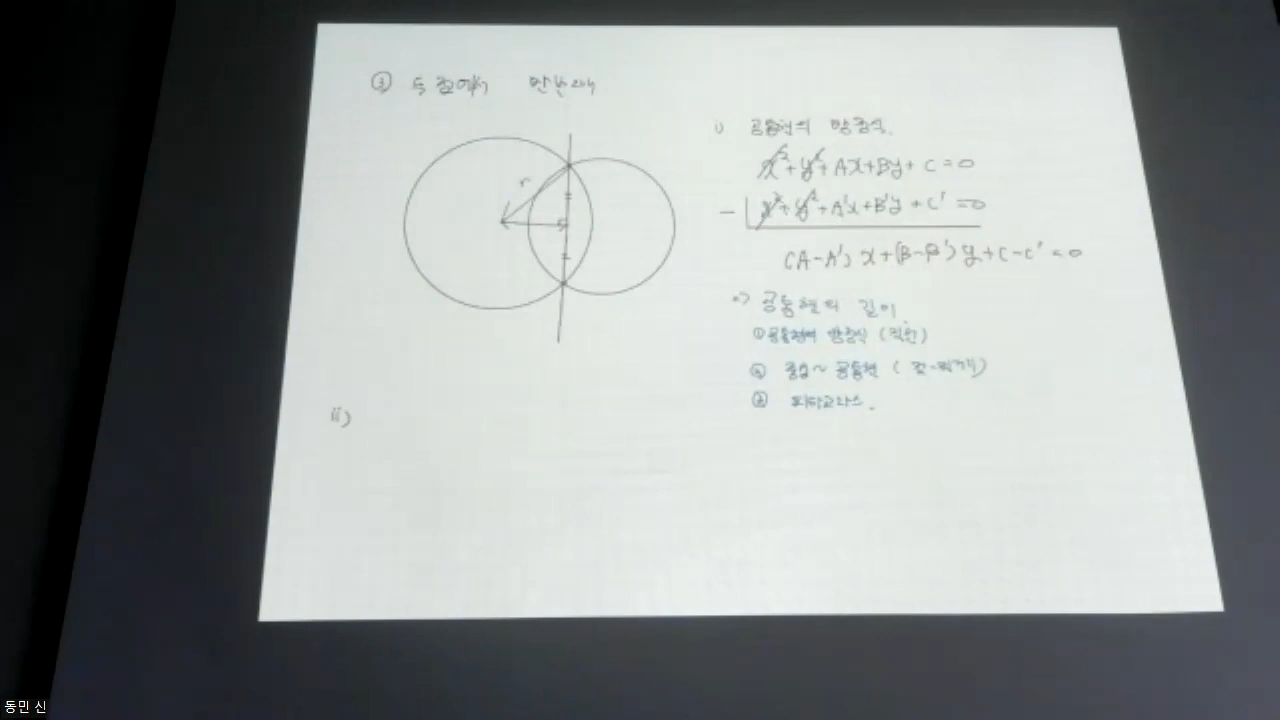 ③ 두 점에서 만날 때
r
i) 공통현의 방정식.
x²+y²+Ax+By+C=0
- x²+y²+A'x+B'y+C'=0
(A-A')x+(B-B')y+C-C'=0
공통현의 길이.
① 공통현의 방정식 (직선)
② 중심~공통현 (점-직거리)
③ 피타고라스.
ii)
동민 신